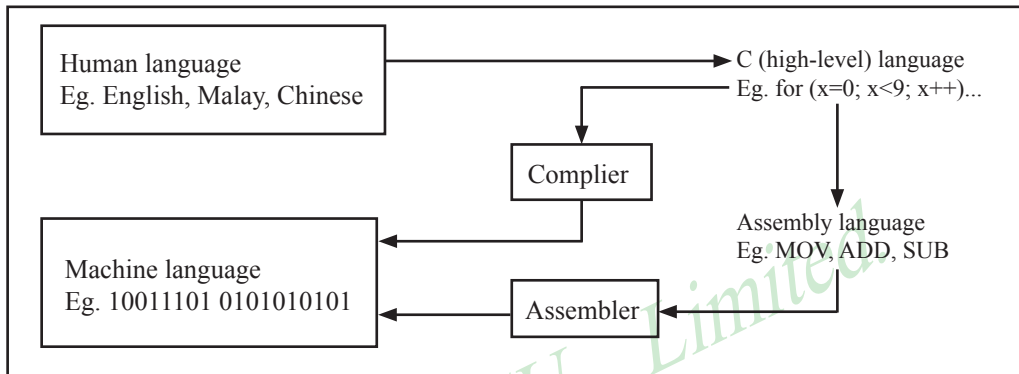 Human language
Eg. English, Malay, Chinese
C (high-level) language
Eg. for (x=0; x<9; x++)...
Complier
Assembly language
Eg. MOV, ADD, SUB
Machine language
Eg. 10011101 0101010101
Assembler
Limited.